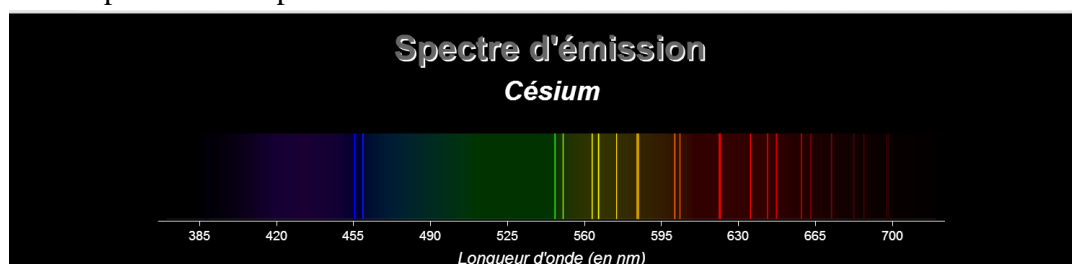 Spectre d'émission
Césium
385 420 455 490 525 560 595 630 665 700
Longueur d'onde (en nm)